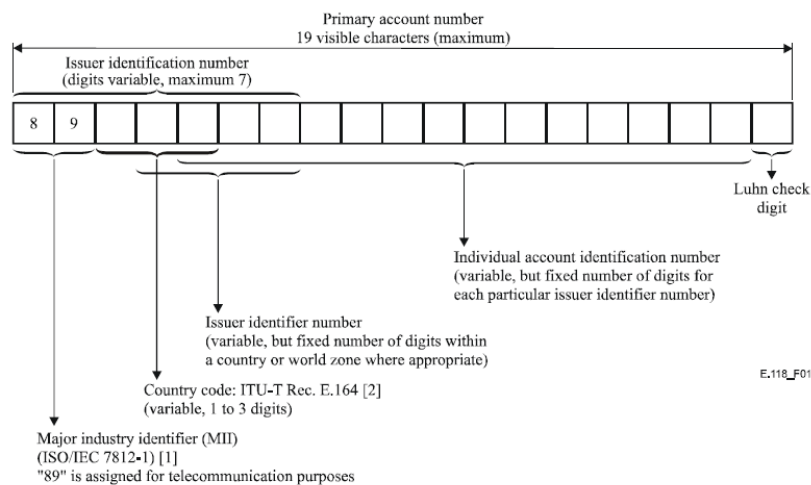 Primary account number
19 visible characters (maximum)
Issuer identification number
(digits variable, maximum 7)
8 9
Luhn check
digit
Individual account identification number
(variable, but fixed number of digits for
each particular issuer identifier number)
Issuer identifier number
(variable, but fixed number of digits within
a country or world zone where appropriate)
E.118_F01
Country code: ITU-T Rec. E.164 [2]
(variable, 1 to 3 digits)
Major industry identifier (MII)
(ISO/IEC 7812-1) [1]
"89" is assigned for telecommunication purposes